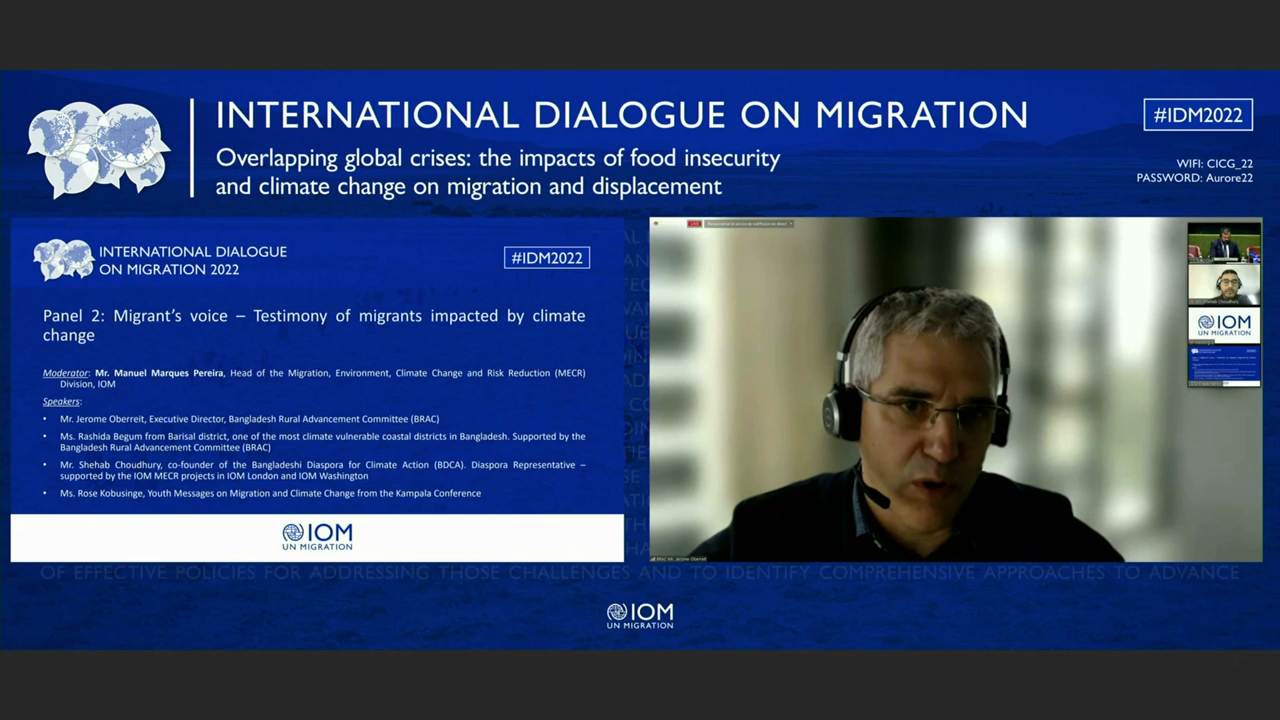 INTERNATIONAL DIALOGUE ON MIGRATION
Overlapping global crises: the impacts of food insecurity
and climate change on migration and displacement
#IDM2022
WIFI: CICG_22
PASSWORD: Aurore22
INTERNATIONAL DIALOGUE
ON MIGRATION 2022
#IDM2022
Panel 2: Migrant's voice – Testimony of migrants impacted by climate
change
Moderator: Mr. Manuel Marques Pereira, Head of the Migration, Environment, Climate Change and Risk Reduction (MECR)
Division, IOM
Speakers:
• Mr. Jerome Oberreit, Executive Director, Bangladesh Rural Advancement Committee (BRAC)
• Ms. Rashida Begum from Barisal district, one of the most climate vulnerable coastal districts in Bangladesh. Supported by the
Bangladesh Rural Advancement Committee (BRAC)
• Mr. Shehab Choudhury, co-founder of the Bangladeshi Diaspora for Climate Action (BDCA). Diaspora Representative –
supported by the IOM MECR projects in IOM London and IOM Washington
• Ms. Rose Kobusinge, Youth Messages on Migration and Climate Change from the Kampala Conference
IOM
UN MIGRATION
LIVE
IOM
UN MIGRATION
BRAC Mr. Jerome Oberreit
OF EFFECTIVE POLICIES FOR ADDRESSING THOSE CHALLENGES AND TO IDENTIFY COMPREHENSIVE APPROACHES TO ADVANCE
IOM
UN MIGRATION